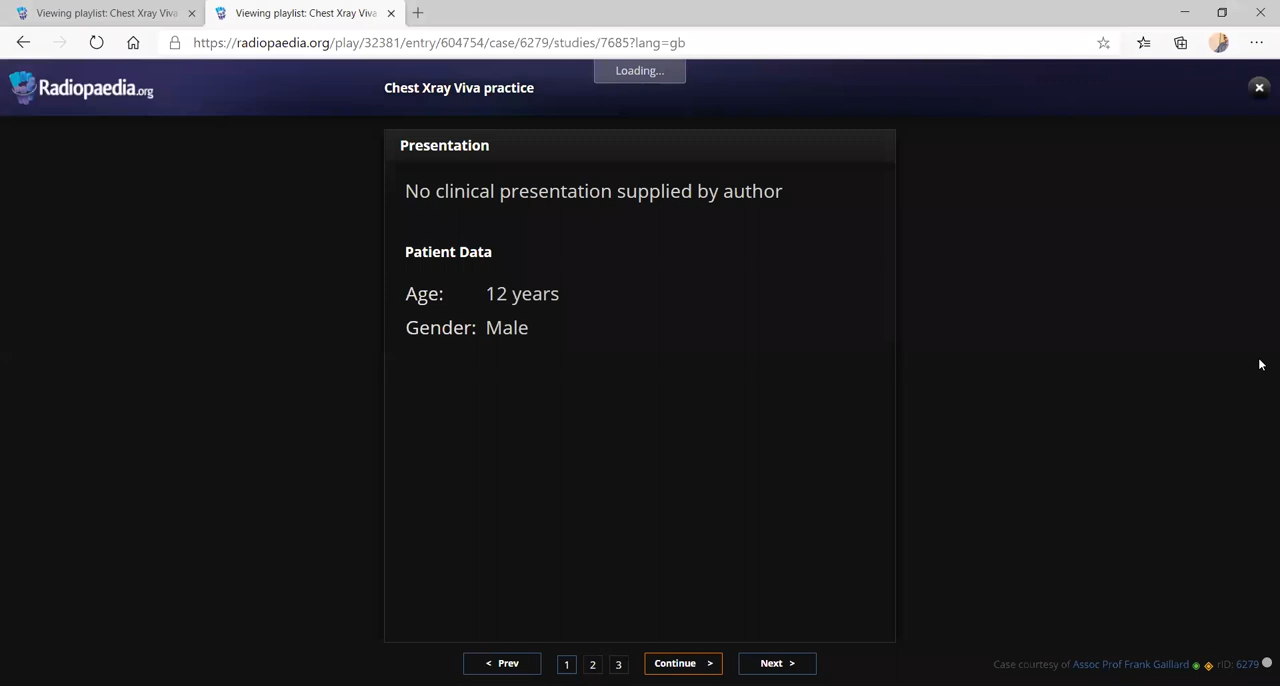 Viewing playlist: Chest Xray Viva
Viewing playlist: Chest Xray Viva
https://radiopaedia.org/play/32381/entry/604754/case/6279/studies/7685?lang=gb
Loading...
Radiopaedia.org
Chest Xray Viva practice
Presentation
No clinical presentation supplied by author
Patient Data
Age: 12 years
Gender: Male
< Prev 1 2 3 Continue > Next >
Case courtesy of Assoc Prof Frank Gaillard rID: 6279